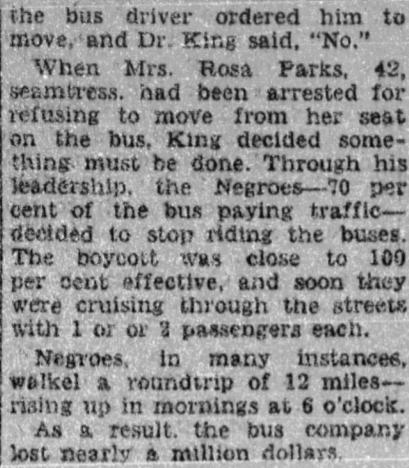 the bus driver ordered him to
move, and Dr. King said, "No."
When Mrs. Rosa Parks, 42,
seamtress, had been arrested for
refusing to move from her seat
on the bus, King decided some-
thing must be done. Through his
leadership, the Negroes—70 per
cent of the bus paying traffic—
decided to stop riding the buses.
The boycott was close to 100
per cent effective, and soon they
were cruising through the streets
with 1 or or 2 passengers each.
Negroes, in many instances,
walkel a roundtrip of 12 miles—
rising up in mornings at 6 o'clock.
As a result, the bus company
lost nearly a million dollars.